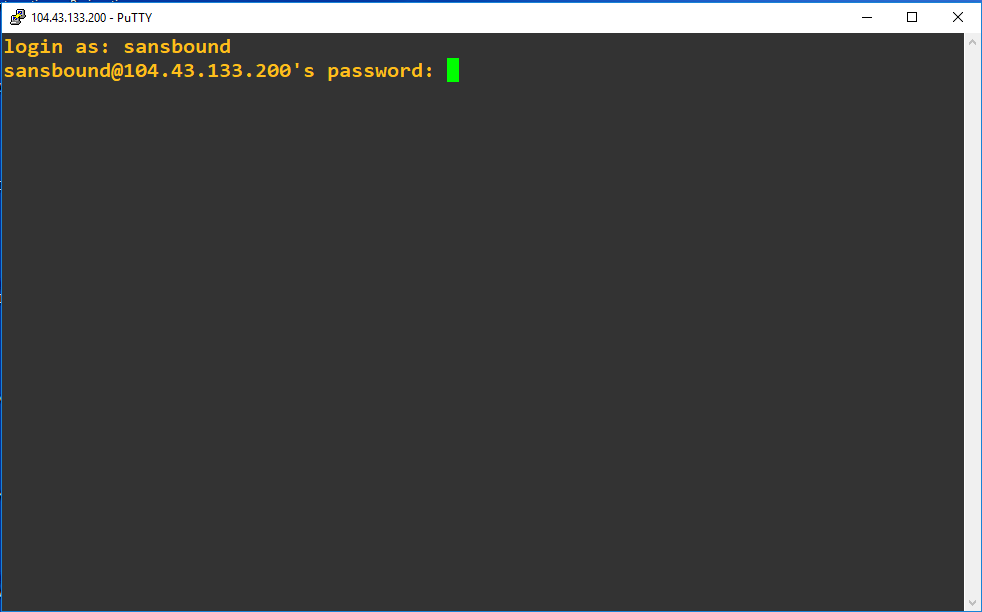 104.43.133.200 - PuTTY
login as: sansbound
sansbound@104.43.133.200's password: